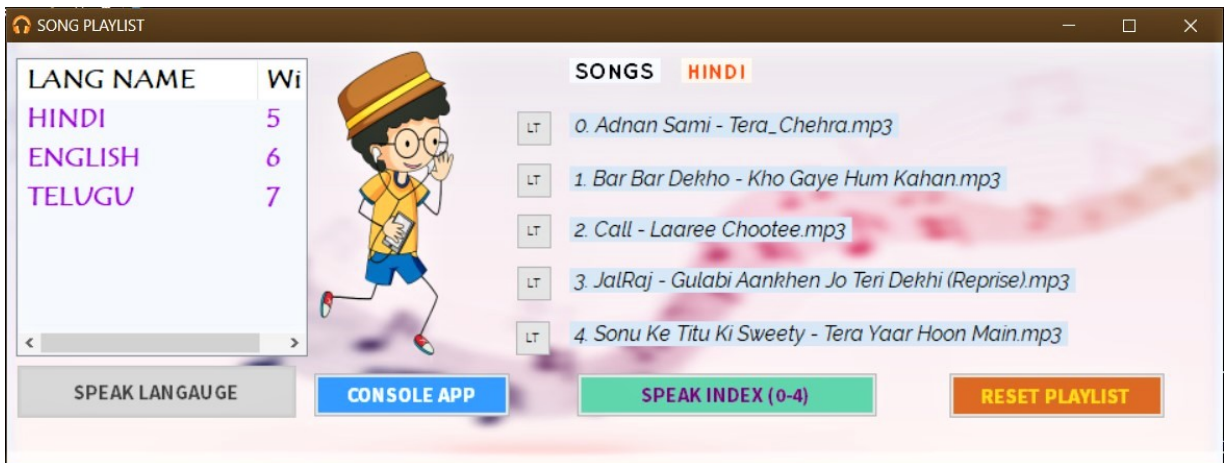 SONG PLAYLIST
LANG NAME Wi
HINDI 5
ENGLISH 6
TELUGU 7
SONGS HINDI
LT 0. Adnan Sami - Tera_Chehra.mp3
LT 1. Bar Bar Dekho - Kho Gaye Hum Kahan.mp3
LT 2. Call - Laaree Chootee.mp3
LT 3. JalRaj - Gulabi Aankhen Jo Teri Dekhi (Reprise).mp3
LT 4. Sonu Ke Titu Ki Sweety - Tera Yaar Hoon Main.mp3
SPEAK LANGAUGE
CONSOLE APP
SPEAK INDEX (0-4)
RESET PLAYLIST